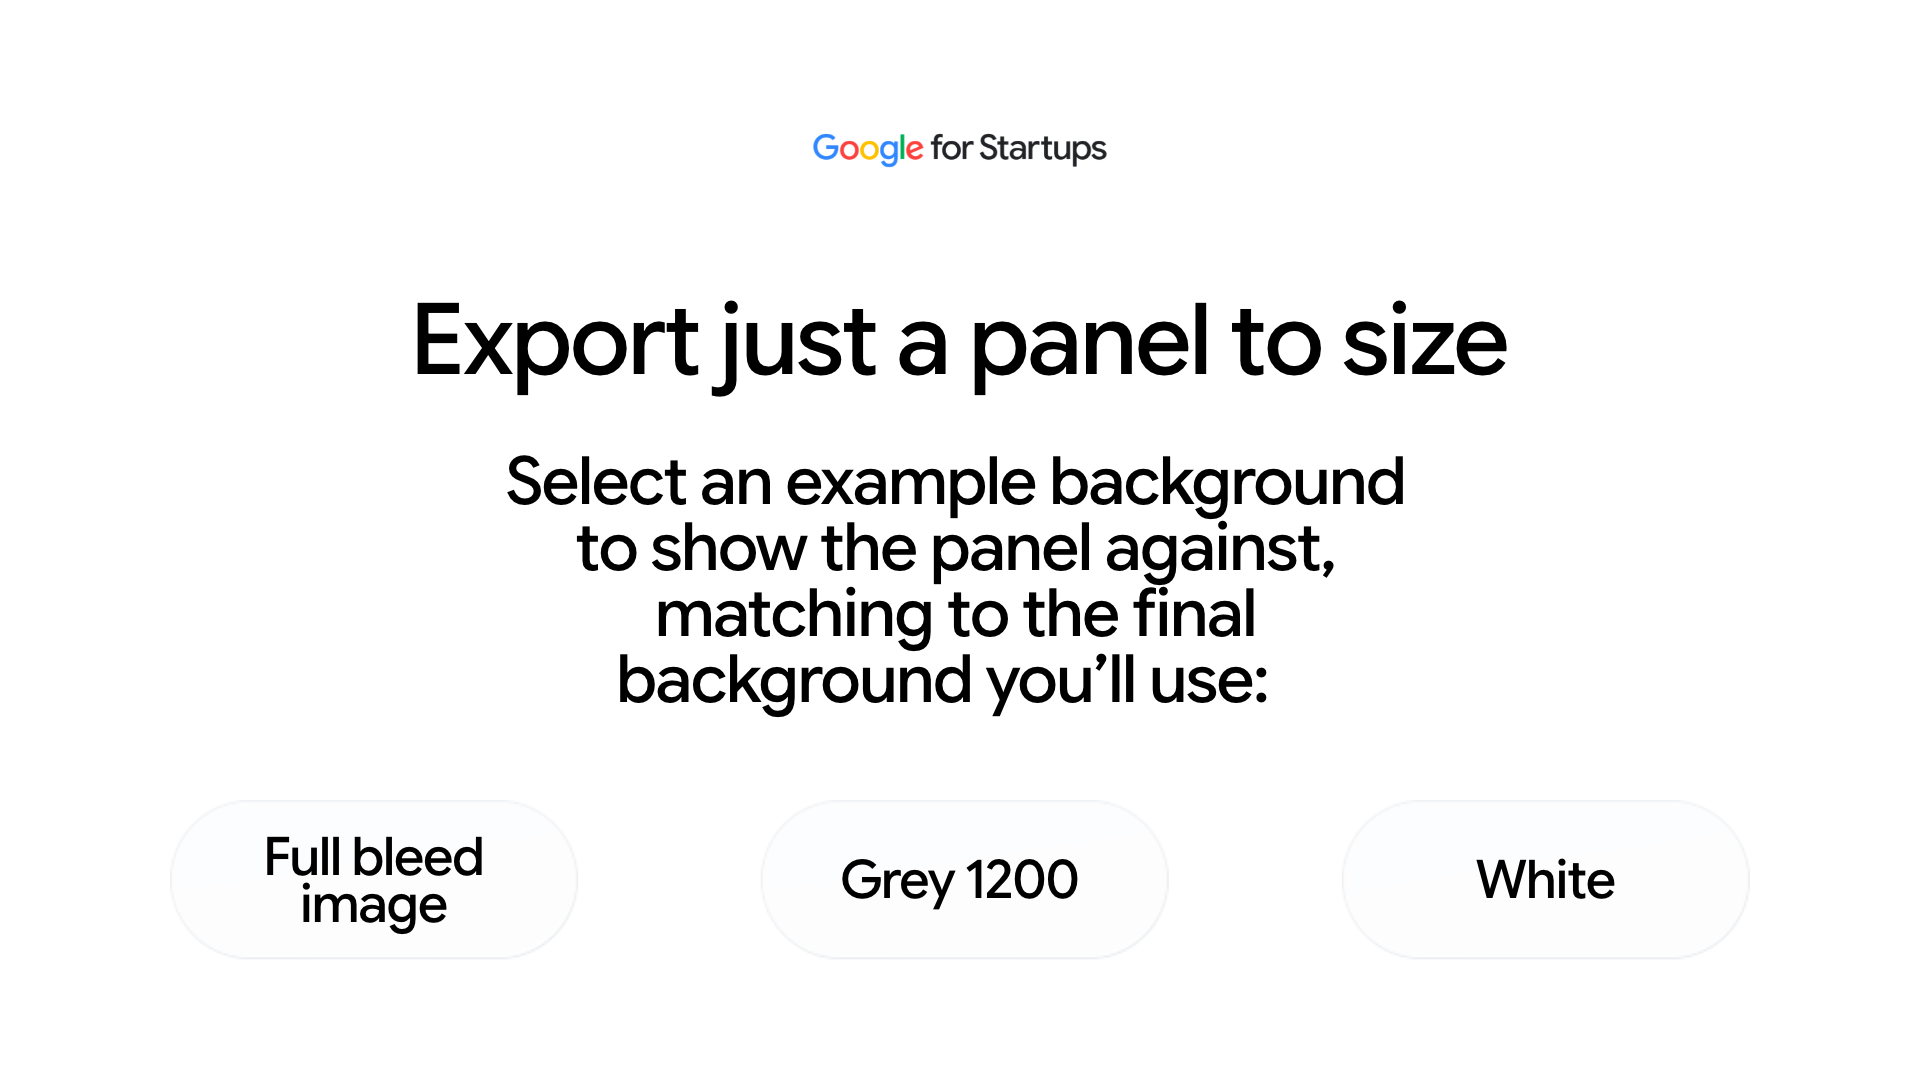 Google for Startups
Export just a panel to size
Select an example background
to show the panel against,
matching to the final
background you’ll use:
Full bleed
image
Grey 1200
White